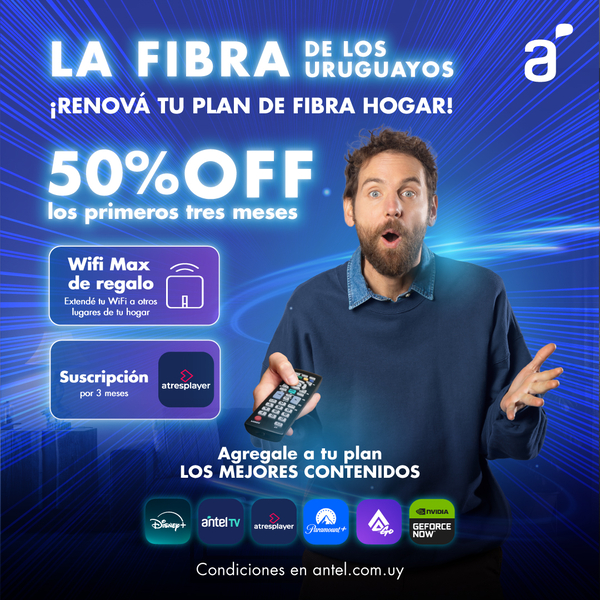 LA FIBRA DE LOS
URUGUAYOS
a
¡RENOVÁ TU PLAN DE FIBRA HOGAR!
50%OFF
los primeros tres meses
Wifi Max
de regalo
Extendé tu WiFi a otros
lugares de tu hogar
Suscripción
por 3 meses
atresplayer
Agregale a tu plan
LOS MEJORES CONTENIDOS
Disney+
antel TV
atresplayer
Paramount+
Go
NVIDIA
GEFORCE
NOW
Condiciones en antel.com.uy